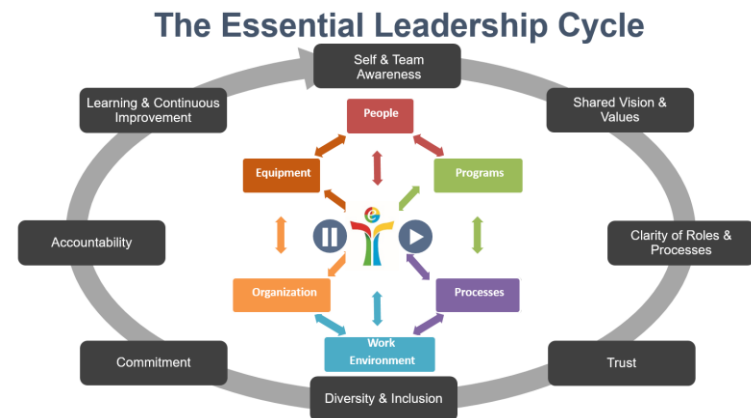 The Essential Leadership Cycle
Self & Team
Awareness
Learning & Continuous
Improvement
Shared Vision &
Values
People
Equipment
Programs
e
Accountability
Clarity of Roles &
Processes
Organization
Processes
Work
Environment
Commitment
Trust
Diversity & Inclusion